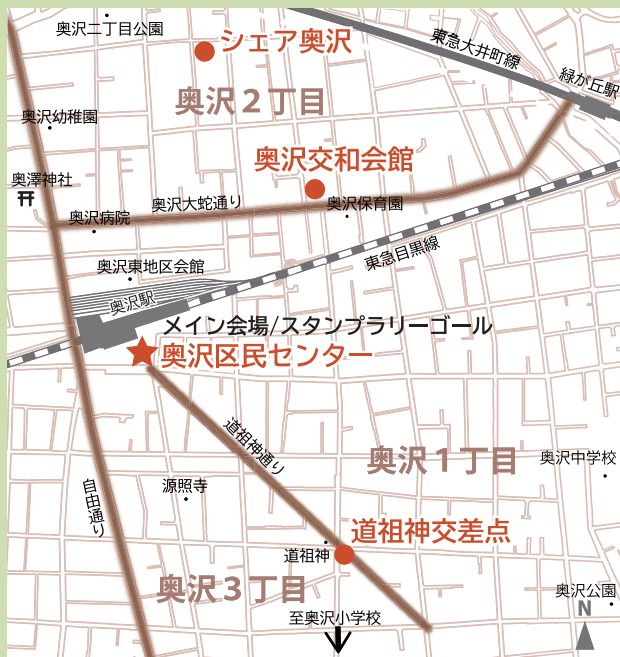 奥沢二丁目公園
シェア奥沢
東急大井町線
緑が丘駅
奥沢２丁目
奥沢幼稚園
奥沢交和会館
奥澤神社
奥沢大蛇通り
奥沢保育園
奥沢病院
東急目黒線
奥沢東地区会館
奥沢駅
メイン会場/スタンプラリーゴール
奥沢区民センター
道祖神通り
奥沢１丁目
奥沢中学校
自由通り
源照寺
道祖神交差点
道祖神
奥沢３丁目
奥沢公園
至奥沢小学校
N